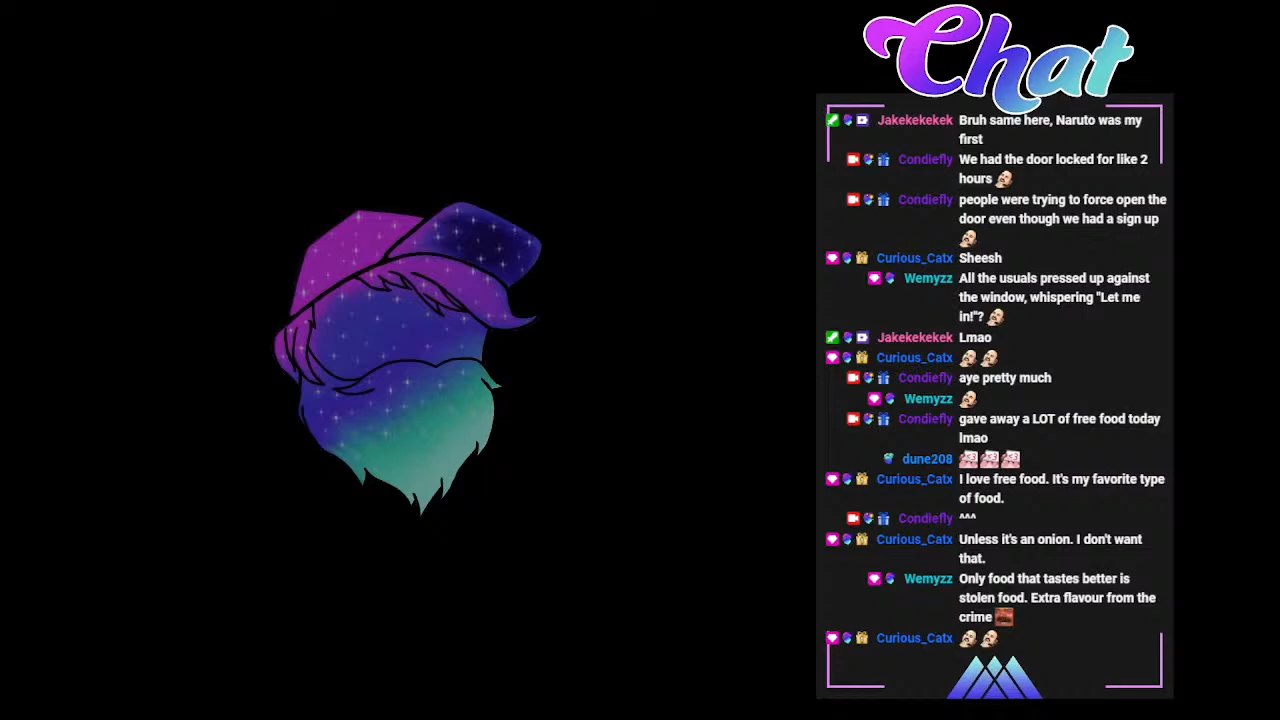 Chat
Jakekekekek Bruh same here, Naruto was my
first
Condiefly We had the door locked for like 2
hours
Condiefly people were trying to force open the
door even though we had a sign up
Curious_Catx Sheesh
Wemyzz All the usuals pressed up against
the window, whispering "Let me
in!"?
Jakekekekek Lmao
Curious_Catx
Condiefly aye pretty much
Wemyzz
Condiefly gave away a LOT of free food today
lmao
dune208
Curious_Catx I love free food. It's my favorite type
of food.
Condiefly ^^^
Curious_Catx Unless it's an onion. I don't want
that.
Wemyzz Only food that tastes better is
stolen food. Extra flavour from the
crime
Curious_Catx